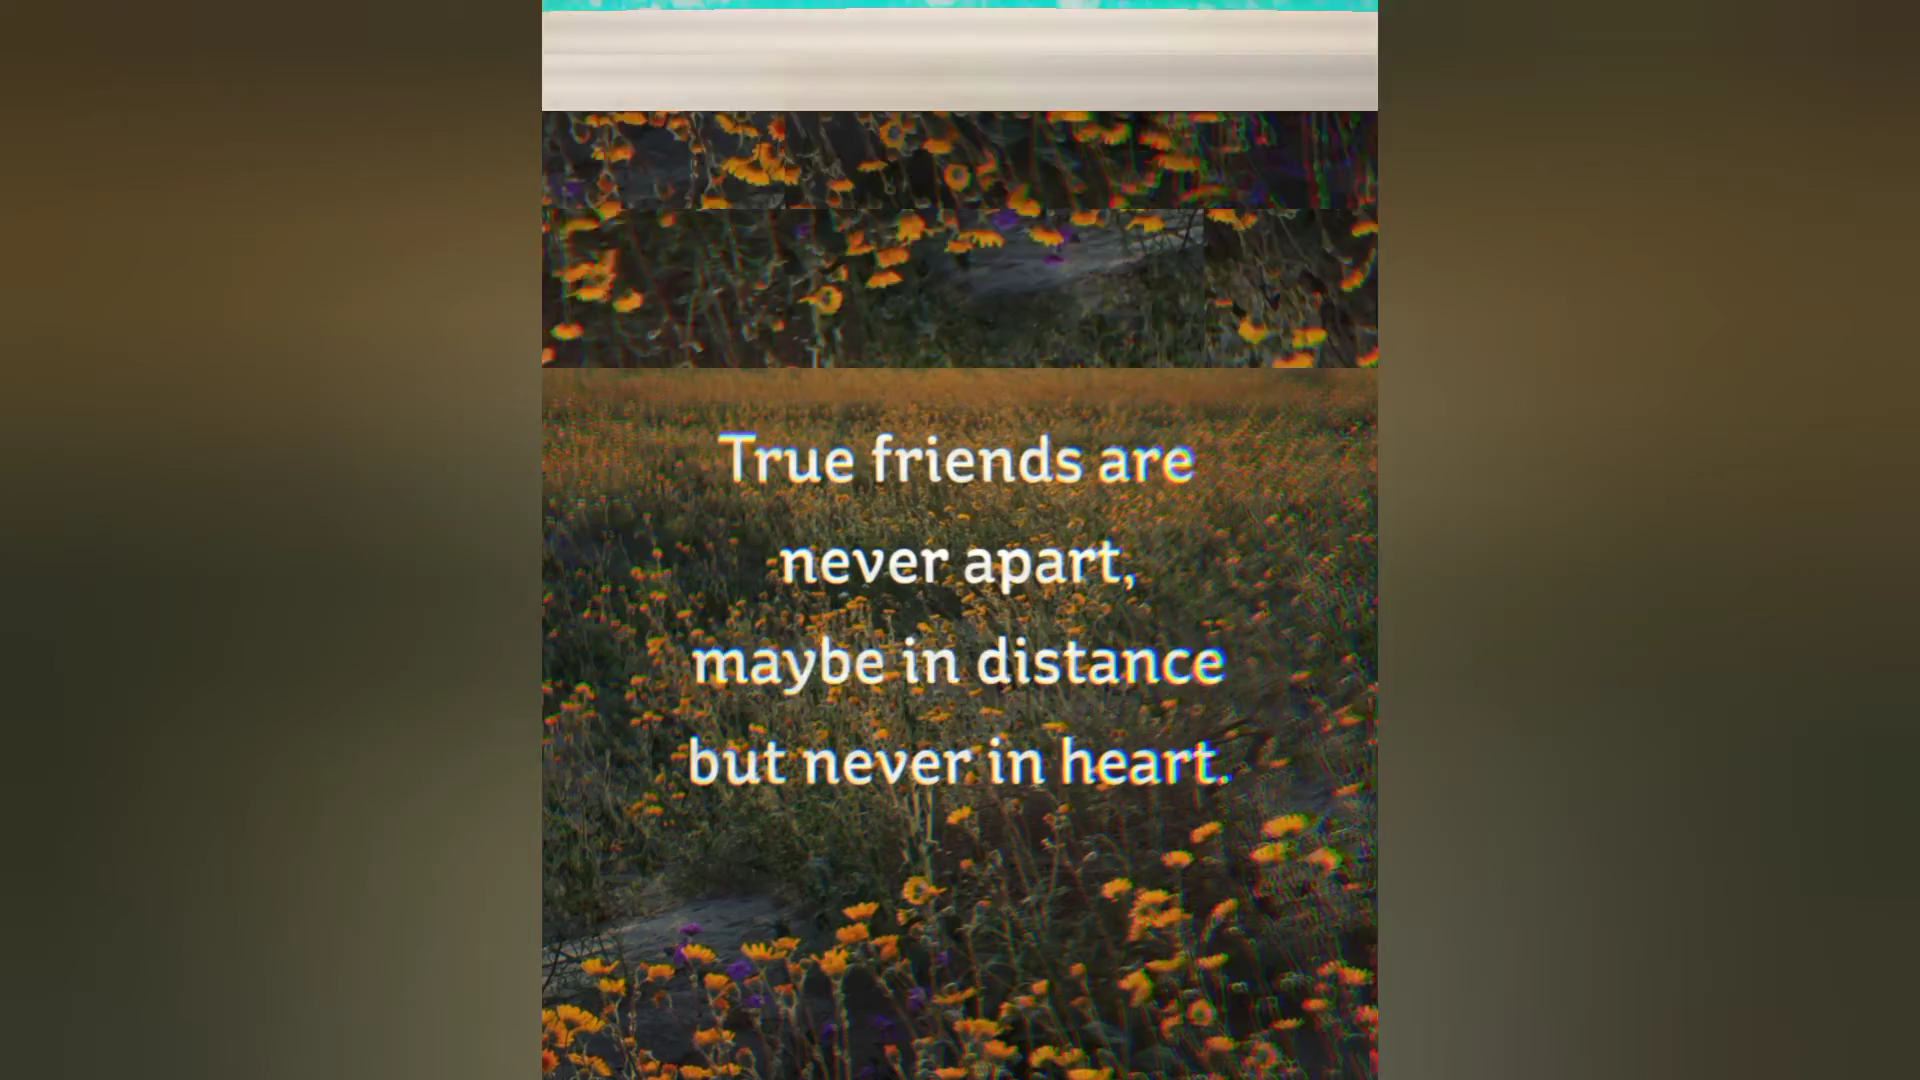 True friends are
never apart,
maybe in distance
but never in heart.